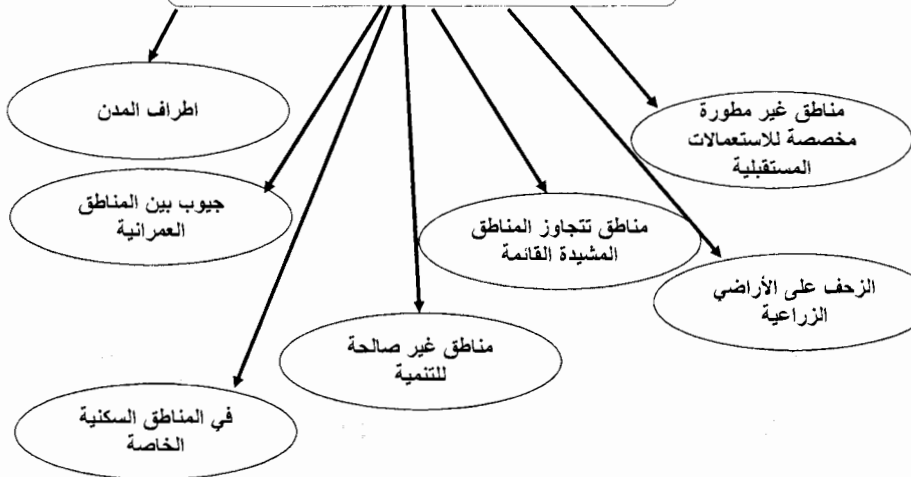 اطراف المدن
مناطق غير مطورة
مخصصة للاستعمالات
المستقبلية
جيوب بين المناطق
العمرانية
مناطق تتجاوز المناطق
المشيدة القائمة
الزحف على الأراضي
الزراعية
مناطق غير صالحة
للتنمية
في المناطق السكنية
الخاصة